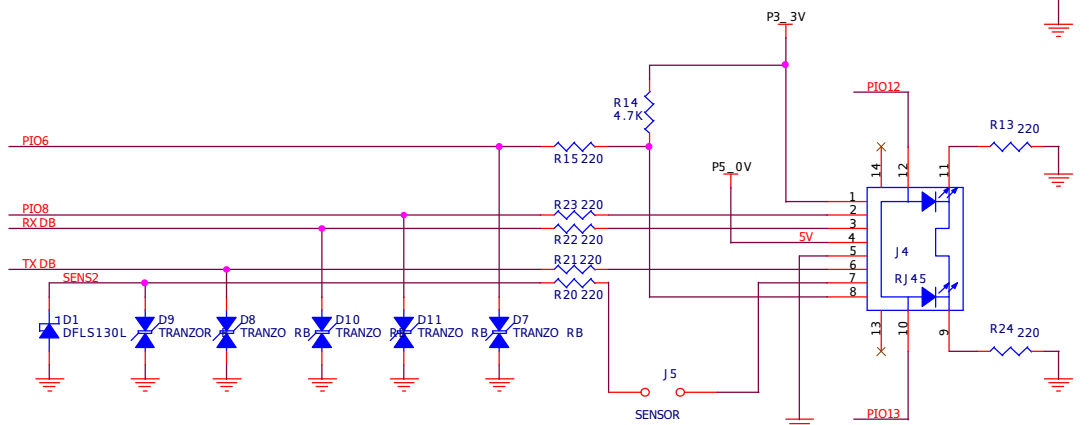 P3_3V
R14
4.7K
PIO12
R13 220
PIO6
R15 220
P5_0V
14
12
11
PIO8
R23 220
1
2
RX DB
R22 220
3
5V
4
J4
5
TX DB
R21 220
6
SENS2
RJ45
7
R20 220
8
D1
DFLS130L
D9
TRANZOR
D8
TRANZO RB
D10
TRANZO RB
D11
TRANZO RB
D7
TRANZO RB
13
10
9
R24 220
J5
SENSOR
PIO13